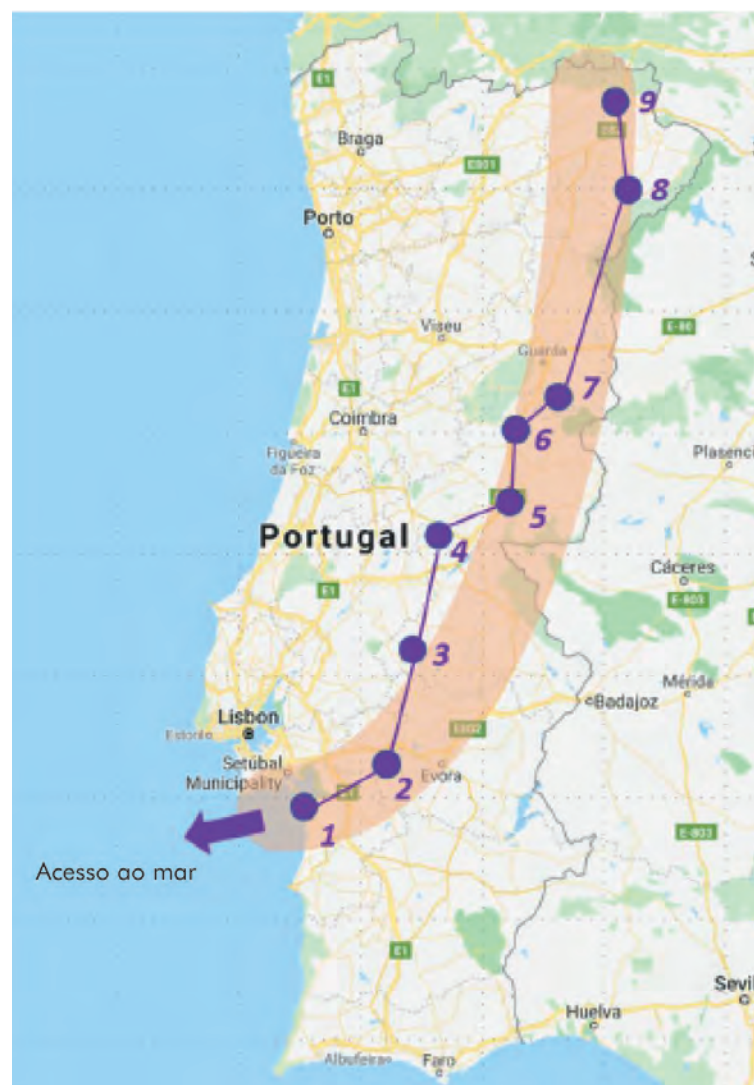 E1
Braga
E801
9
8
Porto
Viseu
E-80
Guarda
E1
7
Coimbra
6
Figueira
da Foz
Plasenci
5
Portugal
4
Cáceres
E-803
E1
3
Mérida
Badajoz
Lisbon
Estoril
E802
Setúbal
Municipality
Evora
2
1
E-803
Acesso ao mar
E1
Sevil
Huelva
Albufeira
Faro